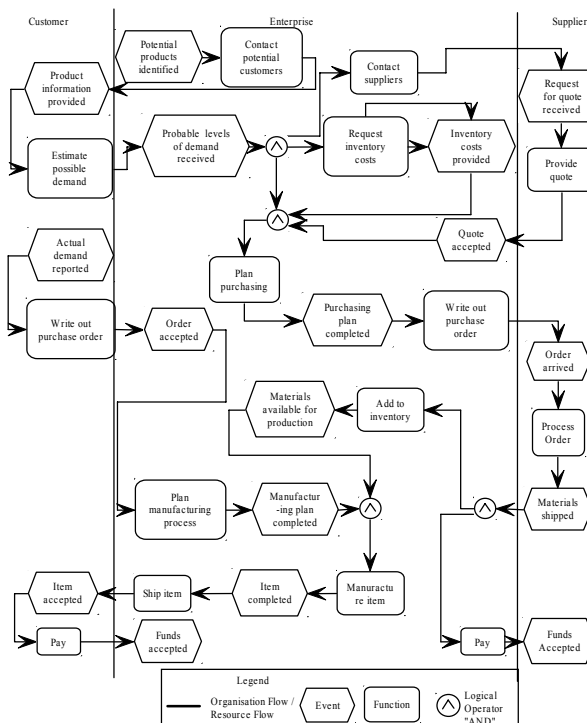 Customer
Enterprise
Supplier
Potential
products
identified
Contact
potential
customers
Contact
suppliers
Product
information
provided
Request
for quote
received
Estimate
possible
demand
Probable levels
of demand
received
Request
inventory
costs
Inventory
costs
provided
Provide
quote
Quote
accepted
Actual
demand
reported
Plan
purchasing
Write out
purchase order
Order
accepted
Purchasing
plan
completed
Write out
purchase
order
Order
arrived
Materials
available for
production
Add to
inventory
Process
Order
Plan
manufacturing
process
Manufactur
-ing plan
completed
Materials
shipped
Item
accepted
Ship item
Item
completed
Manuractu
re item
Pay
Funds
accepted
Pay
Funds
Accepted
Legend
Organisation Flow /
Resource Flow
Event
Function
Logical
Operator
"AND"